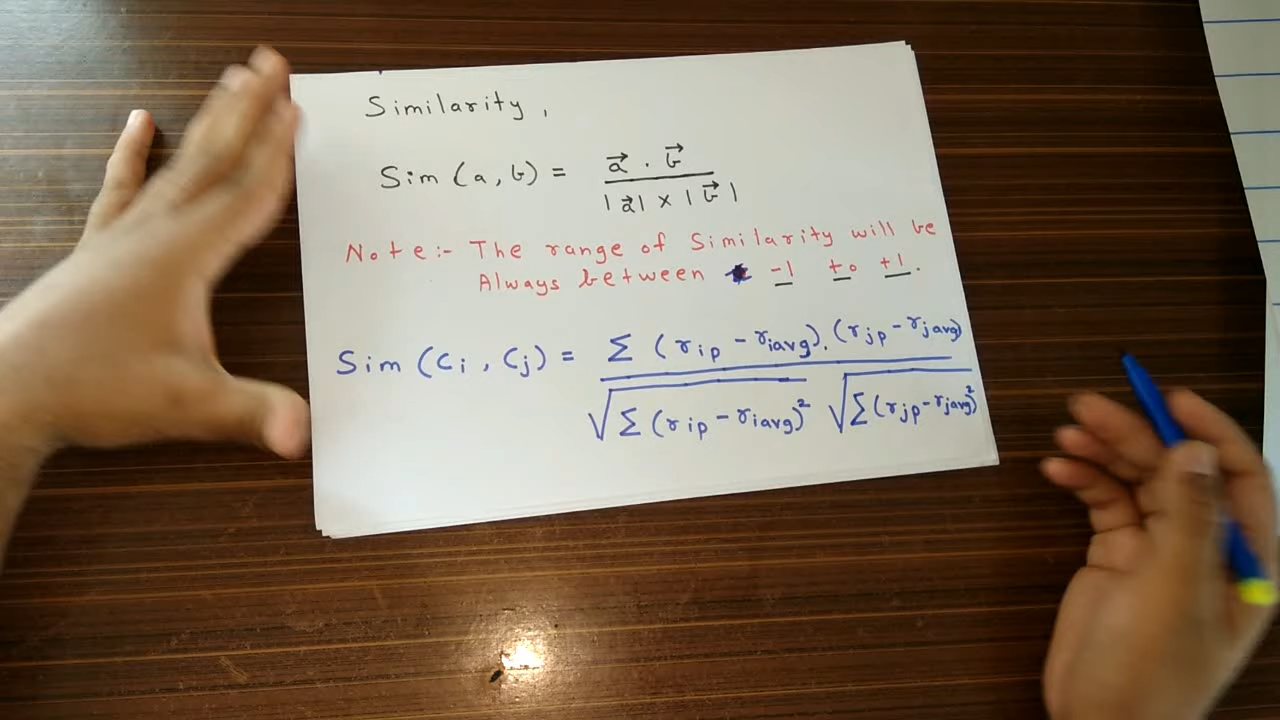 Similarity,
Sim (a, b) = a⃗ . b⃗ / |a⃗| × |b⃗|
Note:- The range of Similarity will be
Always between -1 to +1.
Sim (Ci, Cj) = Σ (rip - riavg).(rjp - rjavg) / √Σ (rip - riavg)² √Σ (rjp - rjavg)²